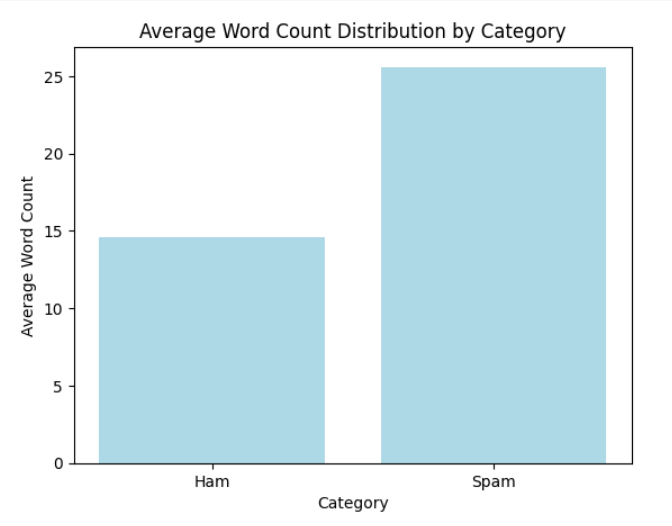 Average Word Count Distribution by Category
Average Word Count
25
20
15
10
5
0
Ham
Spam
Category